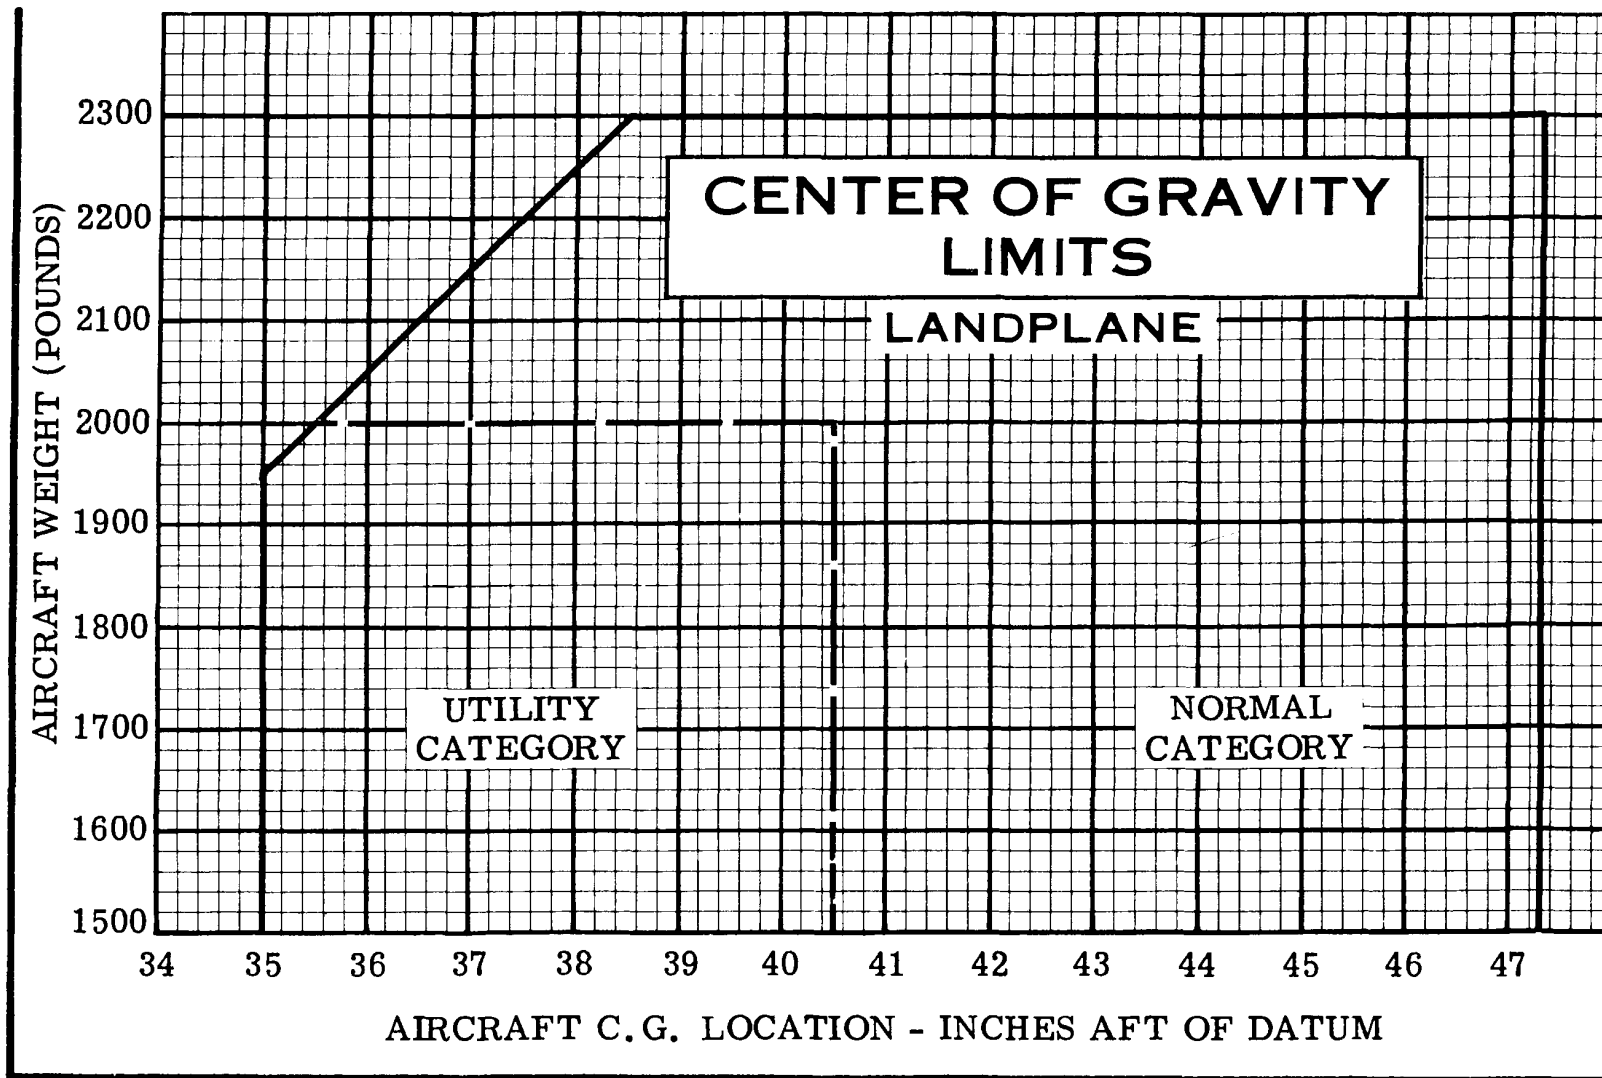 CENTER OF GRAVITY
LIMITS
LANDPLANE
AIRCRAFT WEIGHT (POUNDS)
2300
2200
2100
2000
1900
1800
1700
1600
1500
UTILITY
CATEGORY
NORMAL
CATEGORY
34 35 36 37 38 39 40 41 42 43 44 45 46 47
AIRCRAFT C.G. LOCATION - INCHES AFT OF DATUM